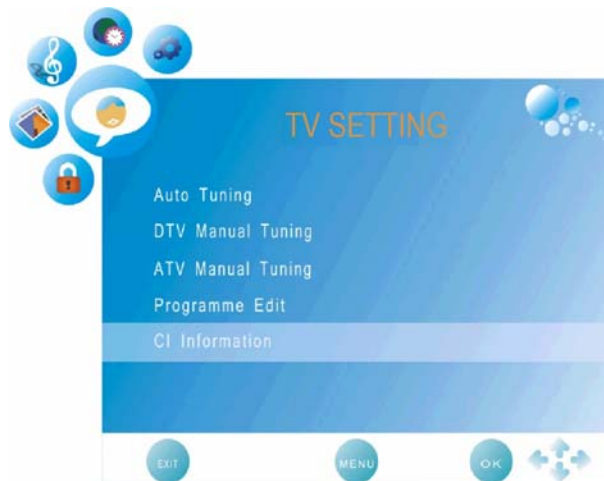 TV SETTING
Auto Tuning
DTV Manual Tuning
ATV Manual Tuning
Programme Edit
CI Information
EXIT MENU OK